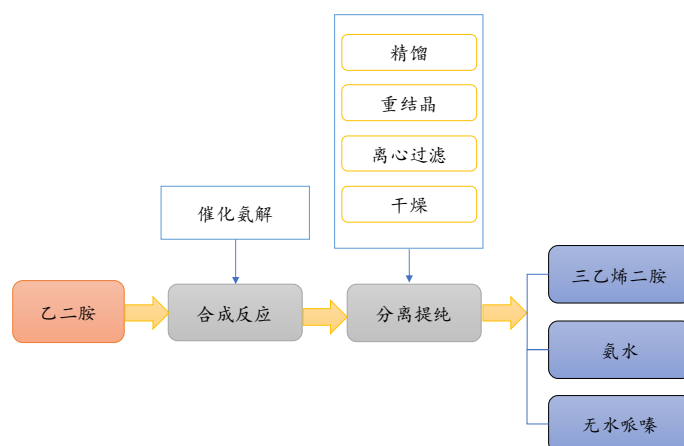 精馏
重结晶
离心过滤
干燥
催化氨解
乙二胺
合成反应
分离提纯
三乙烯二胺
氨水
无水哌嗪